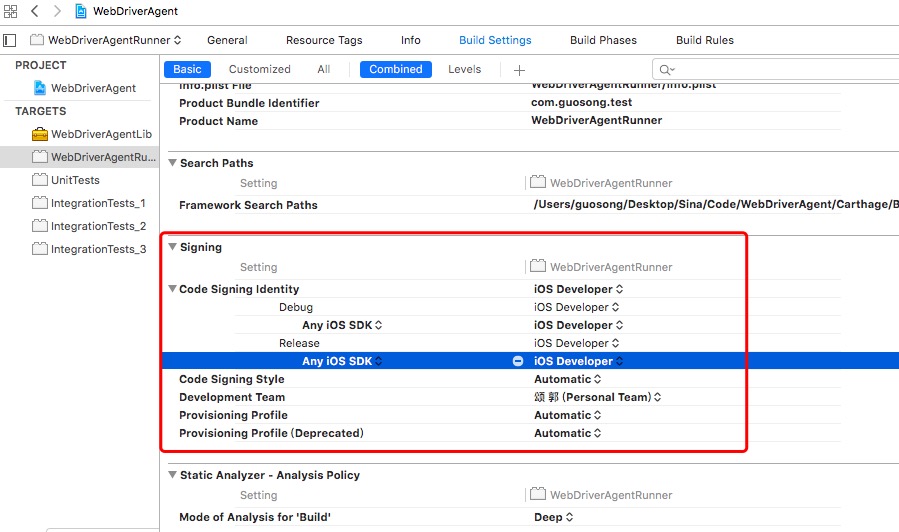 WebDriverAgent
WebDriverAgentRunner General Resource Tags Info Build Settings Build Phases Build Rules
PROJECT
WebDriverAgent
TARGETS
WebDriverAgentLib
WebDriverAgentRu...
UnitTests
IntegrationTests_1
IntegrationTests_2
IntegrationTests_3
Basic Customized All Combined Levels +
Info.plist File WebDriverAgentRunner/Info.plist
Product Bundle Identifier com.guosong.test
Product Name WebDriverAgentRunner
Search Paths
Setting WebDriverAgentRunner
Framework Search Paths /Users/guosong/Desktop/Sina/Code/WebDriverAgent/Carthage/B
Signing
Setting WebDriverAgentRunner
Code Signing Identity iOS Developer
Debug iOS Developer
Any iOS SDK iOS Developer
Release iOS Developer
Any iOS SDK iOS Developer
Code Signing Style Automatic
Development Team 颂 郭 (Personal Team)
Provisioning Profile Automatic
Provisioning Profile (Deprecated) Automatic
Static Analyzer - Analysis Policy
Setting WebDriverAgentRunner
Mode of Analysis for 'Build' Deep